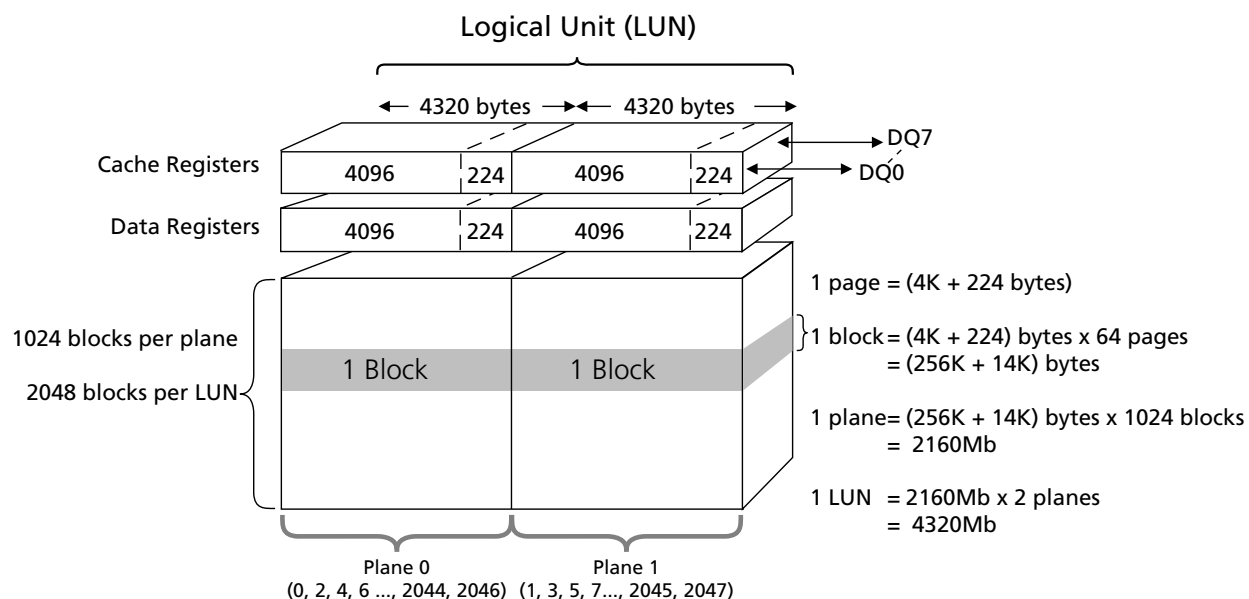 Logical Unit (LUN)
4320 bytes 4320 bytes
DQ7
DQ0
Cache Registers 4096 224 4096 224
Data Registers 4096 224 4096 224
1 page = (4K + 224 bytes)
1024 blocks per plane
1 block = (4K + 224) bytes x 64 pages
= (256K + 14K) bytes
1 Block 1 Block
2048 blocks per LUN
1 plane = (256K + 14K) bytes x 1024 blocks
= 2160Mb
1 LUN = 2160Mb x 2 planes
= 4320Mb
Plane 0
(0, 2, 4, 6 ..., 2044, 2046)
Plane 1
(1, 3, 5, 7..., 2045, 2047)